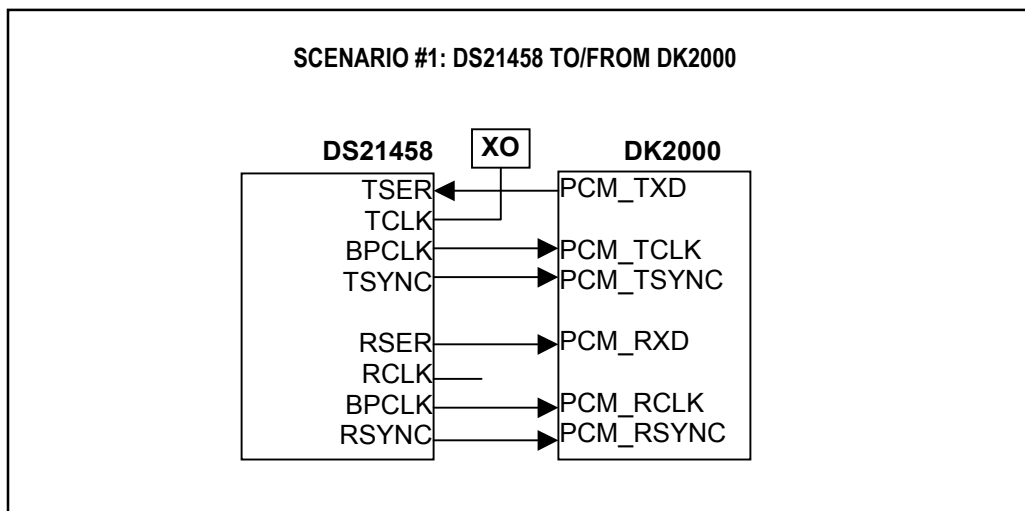 SCENARIO #1: DS21458 TO/FROM DK2000
DS21458
XO
DK2000
TSER
PCM_TXD
TCLK
BPCLK
PCM_TCLK
TSYNC
PCM_TSYNC
RSER
PCM_RXD
RCLK
BPCLK
PCM_RCLK
RSYNC
PCM_RSYNC